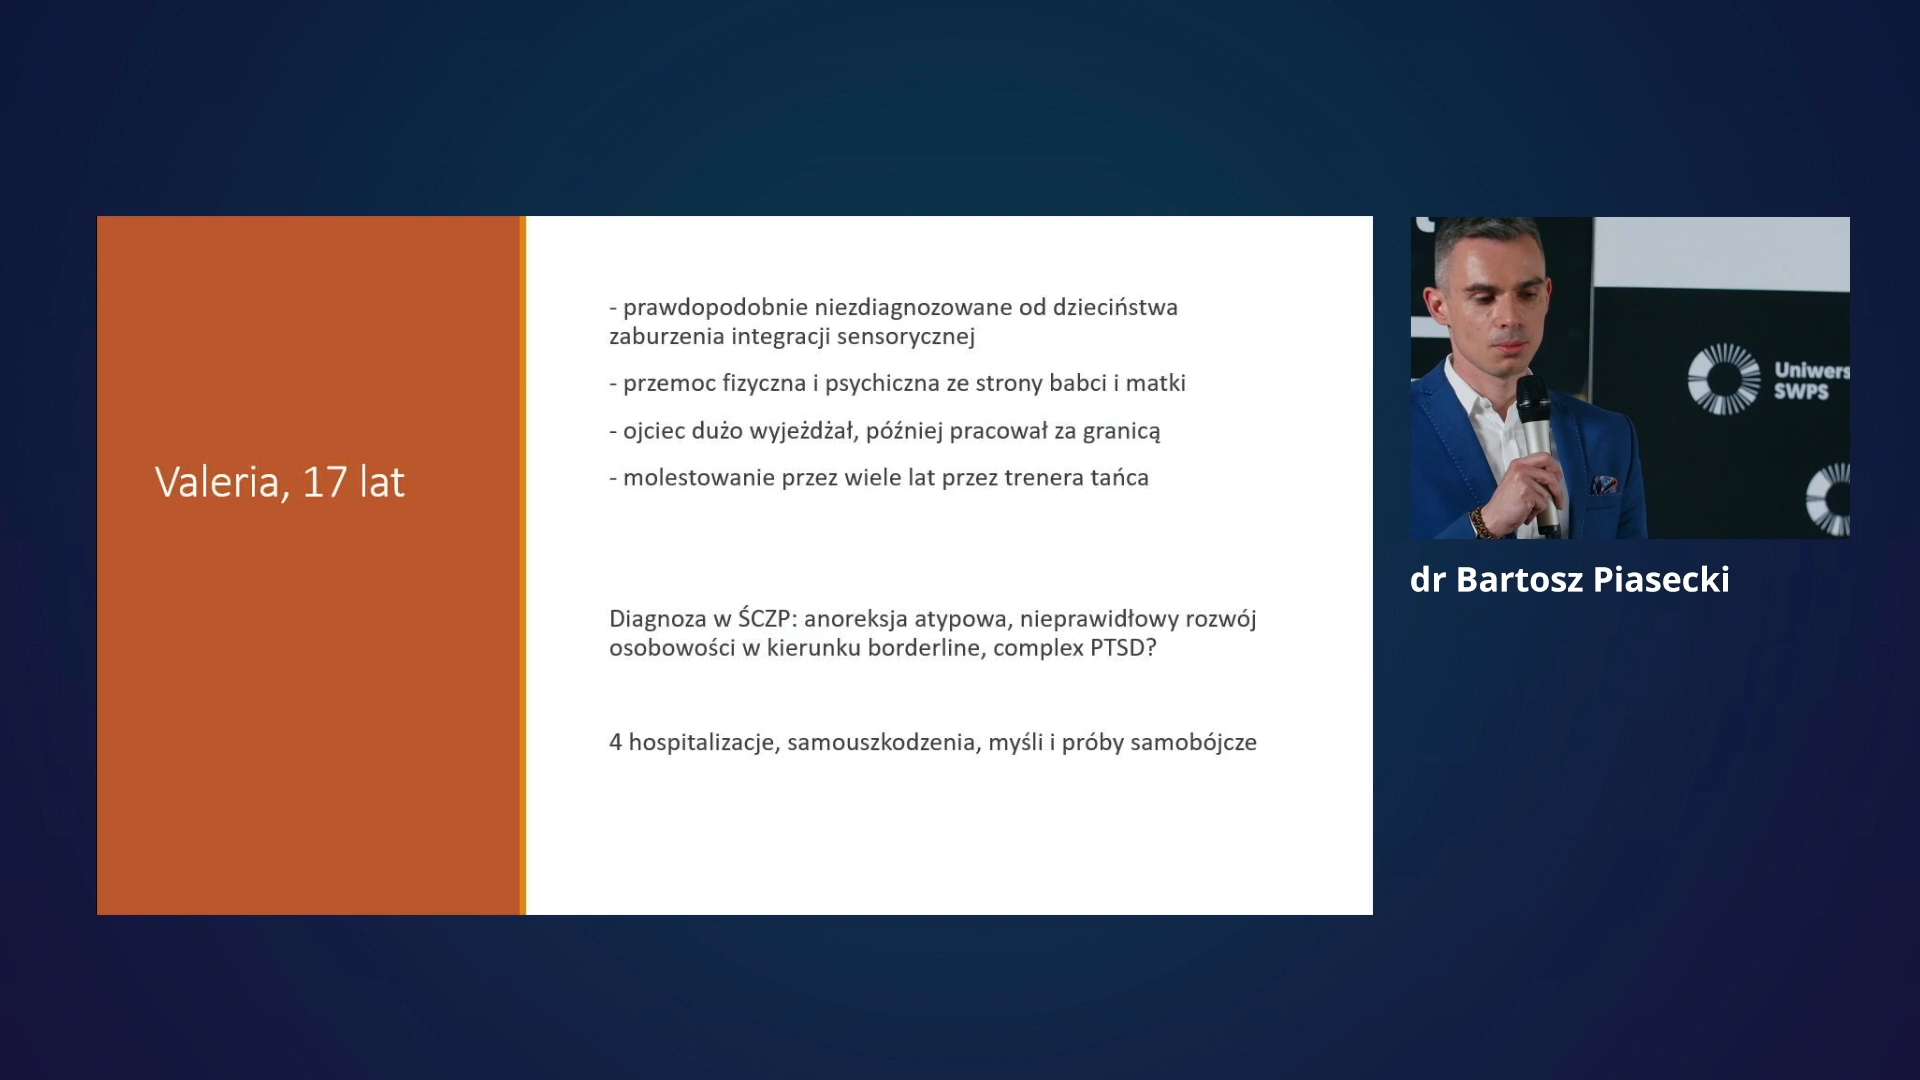 Valeria, 17 lat
- prawdopodobnie niezdiagnozowane od dzieciństwa
zaburzenia integracji sensorycznej
- przemoc fizyczna i psychiczna ze strony babci i matki
- ojciec dużo wyjeżdżał, później pracował za granicą
- molestowanie przez wiele lat przez trenera tańca
Diagnoza w ŚCZP: anoreksja atypowa, nieprawidłowy rozwój
osobowości w kierunku borderline, complex PTSD?
4 hospitalizacje, samouszkodzenia, myśli i próby samobójcze
Uniwers
SWPS
dr Bartosz Piasecki